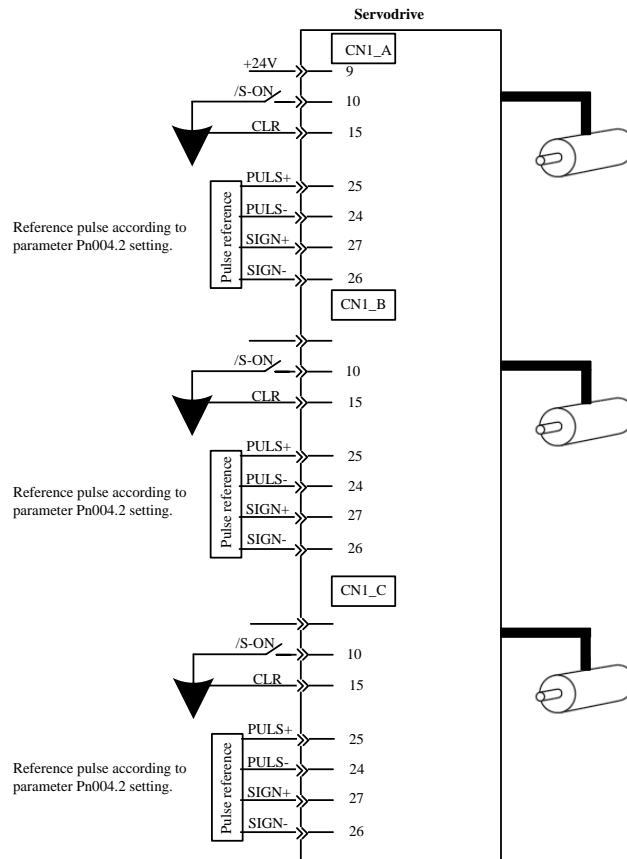 Servodrive
CN1_A
+24V 9
/S-ON 10
CLR 15
PULS+ 25
PULS- 24
SIGN+ 27
SIGN- 26
Pulse reference
Reference pulse according to
parameter Pn004.2 setting.
CN1_B
/S-ON 10
CLR 15
PULS+ 25
PULS- 24
SIGN+ 27
SIGN- 26
Pulse reference
Reference pulse according to
parameter Pn004.2 setting.
CN1_C
/S-ON 10
CLR 15
PULS+ 25
PULS- 24
SIGN+ 27
SIGN- 26
Pulse reference
Reference pulse according to
parameter Pn004.2 setting.